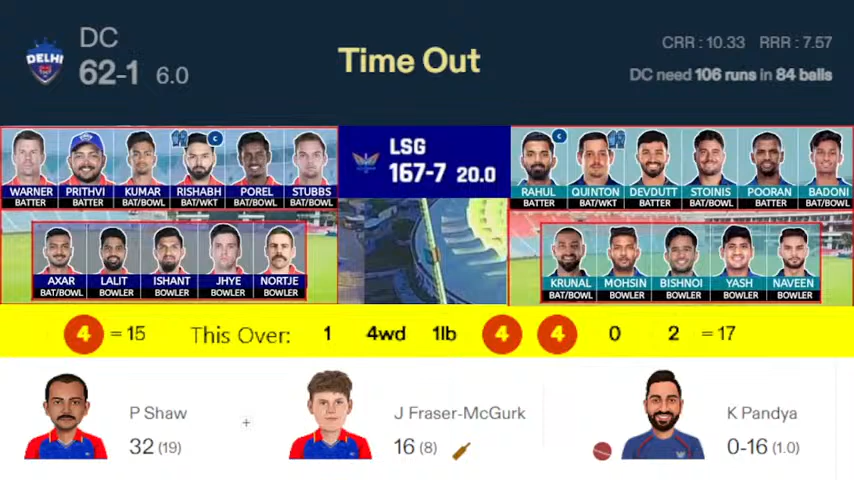 DC
62-1 6.0
Time Out
CRR : 10.33 RRR : 7.57
DC need 106 runs in 84 balls
DELHI
WARNER PRITHVI KUMAR RISHABH POREL STUBBS
BATTER BATTER BAT/BOWL BAT/WKT BAT/BOWL BAT/BOWL
C
LSG
167-7 20.0
C
RAHUL QUINTON DEVDUTT STOINIS POORAN BADONI
BATTER BAT/WKT BATTER BAT/BOWL BATTER BAT/BOWL
AXAR LALIT ISHANT JHYE NORTJE
BAT/BOWL BOWLER BOWLER BOWLER BOWLER
KRUNAL MOHSIN BISHNOI YASH NAVEEN
BAT/BOWL BOWLER BOWLER BOWLER BOWLER
4 = 15 This Over: 1 4wd 1lb 4 4 0 2 = 17
P Shaw
32 (19)
J Fraser-McGurk
16 (8)
K Pandya
0-16 (1.0)